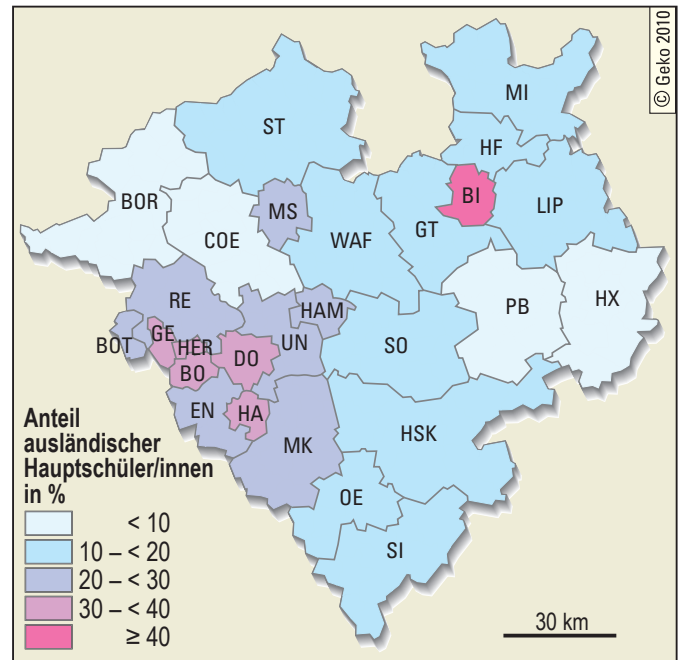 © Geko 2010
MI
ST
HF
BI
BOR
MS
LIP
COE
WAF
GT
RE
HAM
PB
HX
BOT
GE
HER
DO
UN
SO
BO
EN
HA
MK
HSK
OE
SI
Anteil
ausländischer
Hauptschüler/innen
in %
< 10
10 – < 20
20 – < 30
30 – < 40
≥ 40
30 km